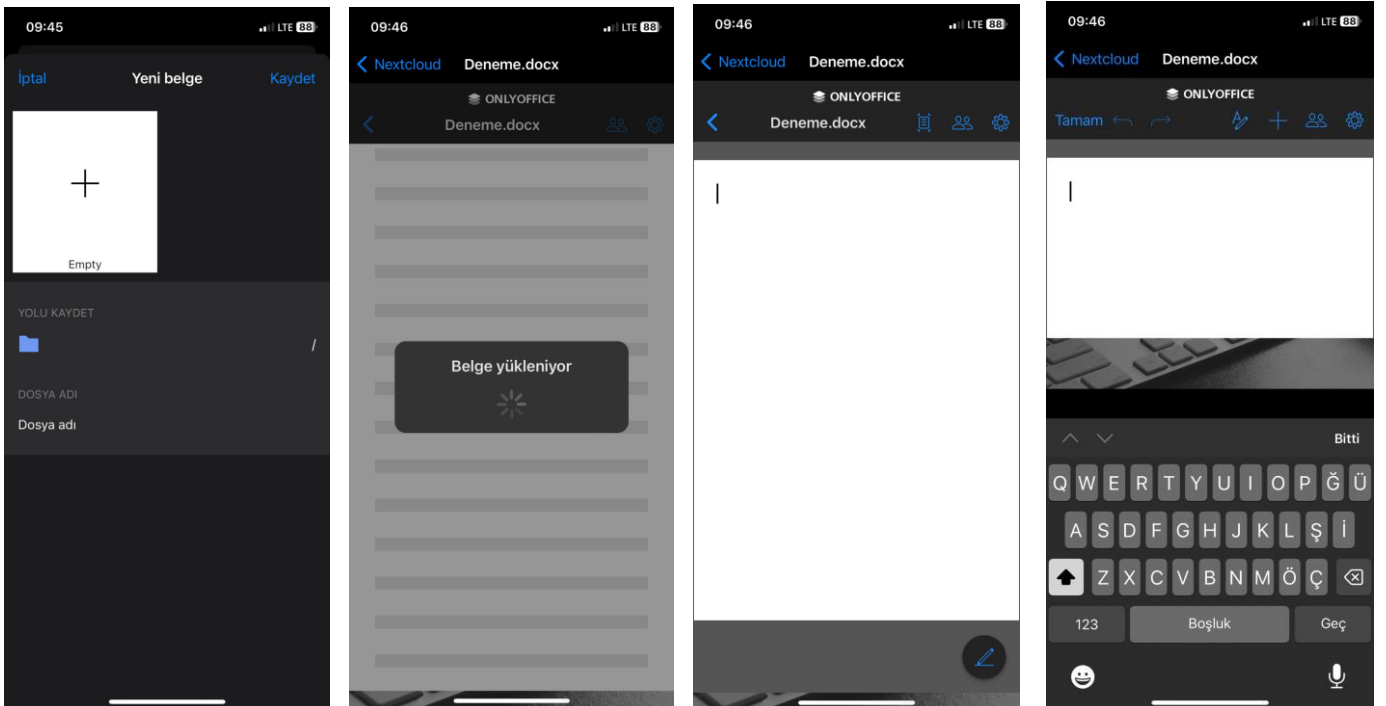 09:45 LTE 88
İptal Yeni belge Kaydet
Empty
YOLU KAYDET
/
DOSYA ADI
Dosya adı
09:46 LTE 88
Nextcloud Deneme.docx
ONLYOFFICE
Deneme.docx
Belge yükleniyor
09:46 LTE 88
Nextcloud Deneme.docx
ONLYOFFICE
Deneme.docx
09:46 LTE 88
Nextcloud Deneme.docx
ONLYOFFICE
Tamam
Bitti
Q W E R T Y U I O P Ğ Ü
A S D F G H J K L Ş İ
Z X C V B N M Ö Ç
123 Boşluk Geç